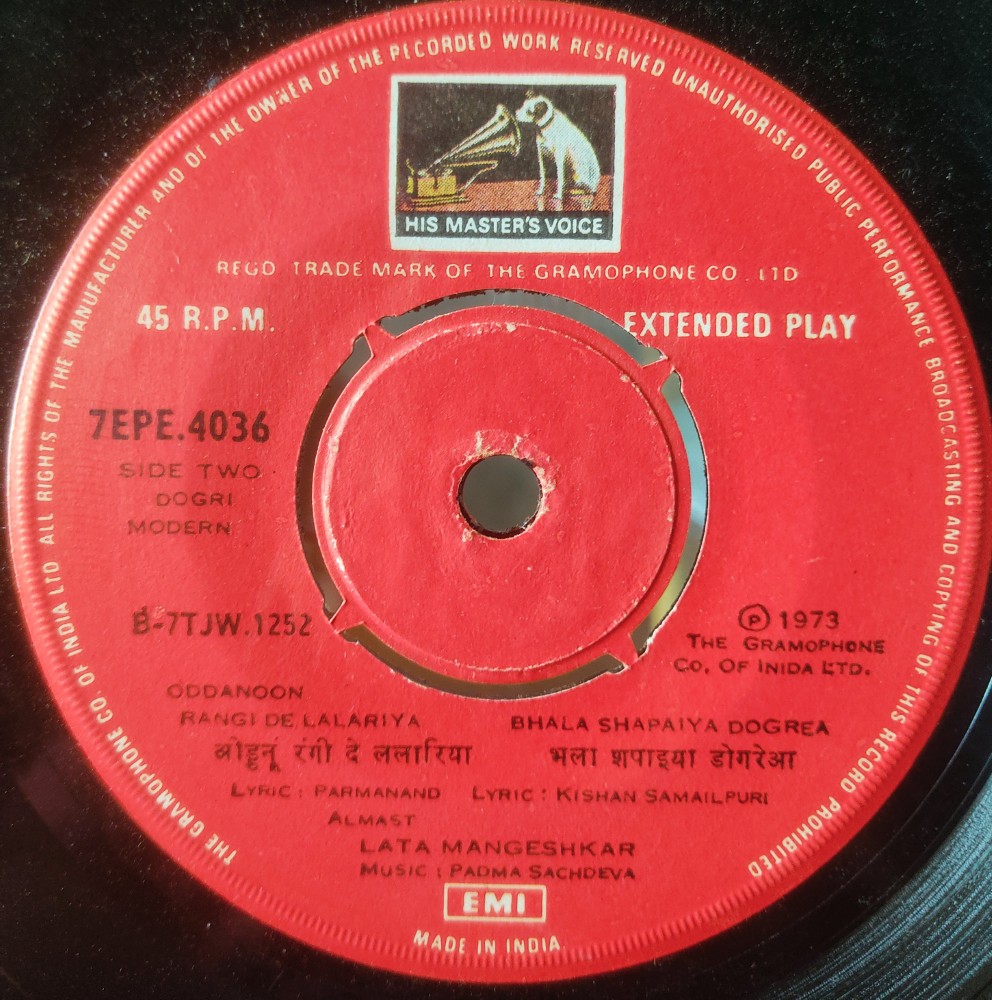 THE GRAMOPHONE CO. OF INDIA LTD ALL RIGHTS OF THE MANUFACTURER AND OF THE OWNER OF THE RECORDED WORK RESERVED UNAUTHORISED PUBLIC PERFORMANCE BROADCASTING AND COPYING OF THIS RECORD PROHIBITED
HIS MASTER'S VOICE
REGD TRADE MARK OF THE GRAMOPHONE CO. LTD
45 R.P.M.
EXTENDED PLAY
7EPE.4036
SIDE TWO
DOGRI
MODERN
B-7TJW.1252
℗ 1973
THE GRAMOPHONE
CO, OF INIDA LTD.
ODDANOON
RANGI DE LALARIYA
BHALA SHAPAIYA DOGREA
ओड्डनूं रंगी दे ललारिया
भला शपाइया डोगरेआ
LYRIC : PARMANAND
LYRIC : KISHAN SAMAILPURI
ALMAST
LATA MANGESHKAR
MUSIC : PADMA SACHDEVA
EMI
MADE IN INDIA